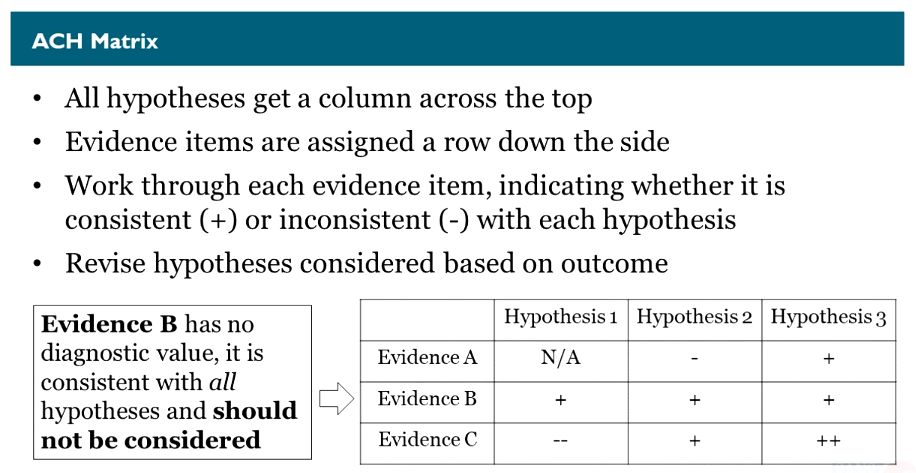 ACH Matrix
• All hypotheses get a column across the top
• Evidence items are assigned a row down the side
• Work through each evidence item, indicating whether it is
consistent (+) or inconsistent (-) with each hypothesis
• Revise hypotheses considered based on outcome
Evidence B has no
diagnostic value, it is
consistent with all
hypotheses and should
not be considered
Hypothesis 1 Hypothesis 2 Hypothesis 3
Evidence A N/A - +
Evidence B + + +
Evidence C -- + ++